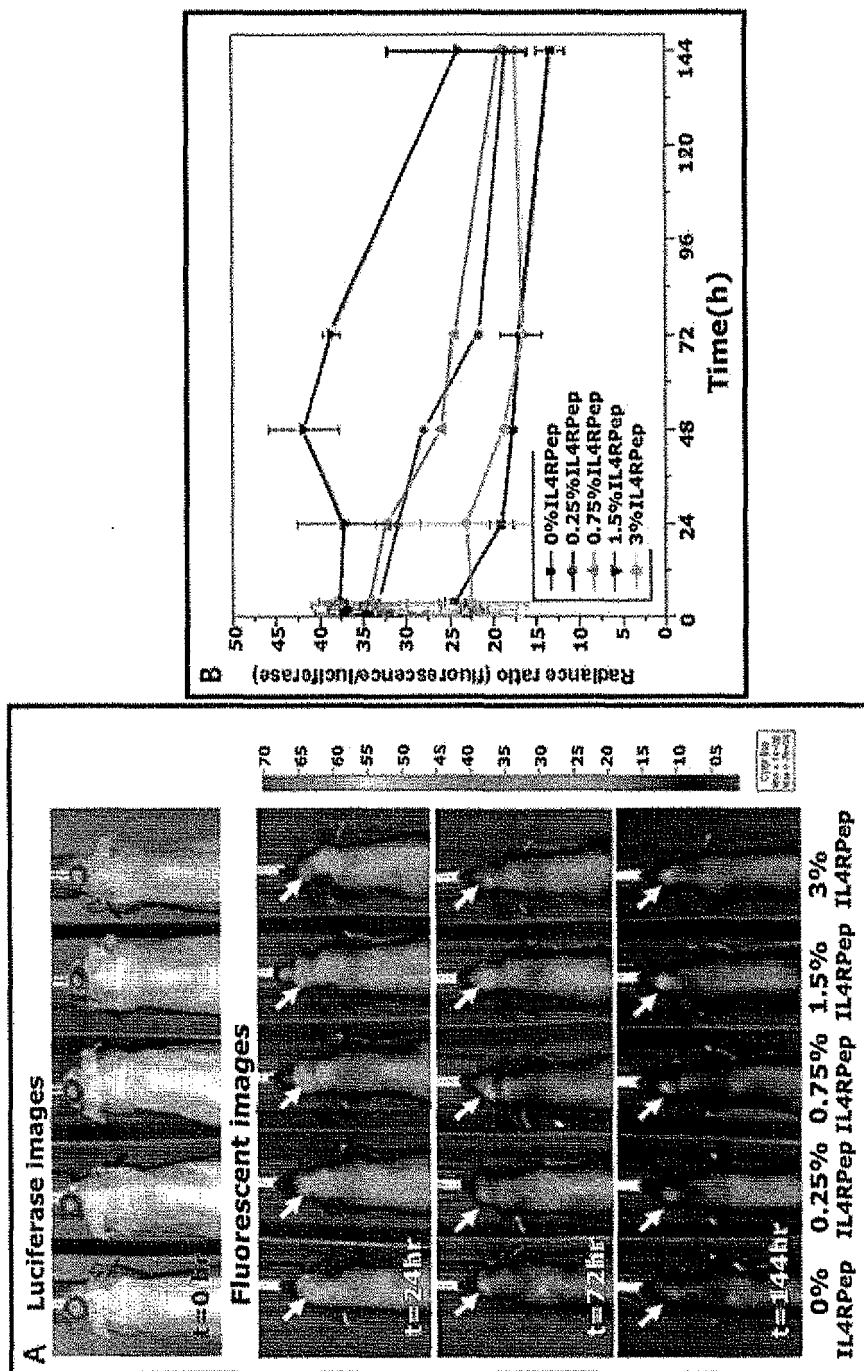 A Luciferase images
t=0 hr
Fluorescent images
t=24hr
t=72hr
t=144hr
70
65
60
55
45
40
35
30
20
15
10
05
0% 0.25% 0.75% 1.5% 3%
IL4RPep IL4RPep IL4RPep IL4RPep IL4RPep
B
Radiance ratio (fluorescence/luciferase)
50
45
40
35
30
25
20
15
10
5
0
0%IL4RPep
0.25%IL4RPep
0.75%IL4RPep
1.5%IL4RPep
3%IL4RPep
0 24 48 72 96 120 144
Time(h)